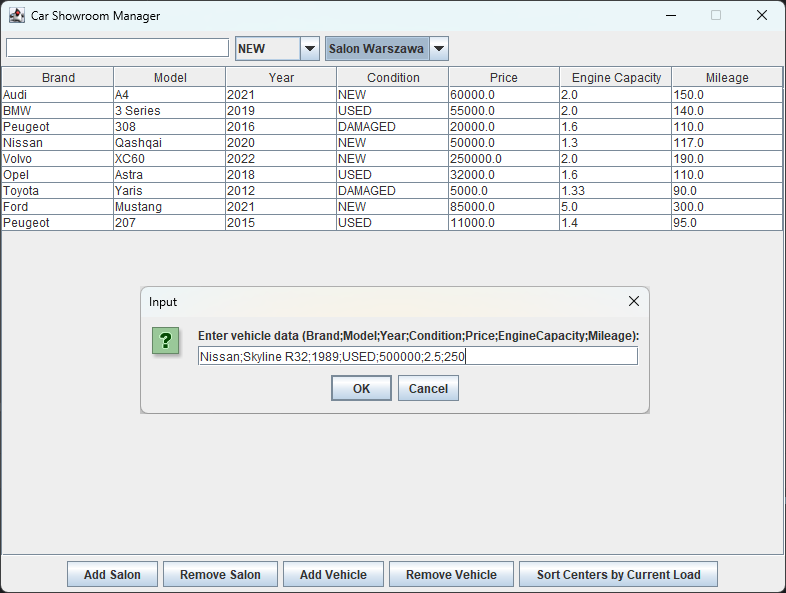 Car Showroom Manager
NEW Salon Warszawa
Brand Model Year Condition Price Engine Capacity Mileage
Audi A4 2021 NEW 60000.0 2.0 150.0
BMW 3 Series 2019 USED 55000.0 2.0 140.0
Peugeot 308 2016 DAMAGED 20000.0 1.6 110.0
Nissan Qashqai 2020 NEW 50000.0 1.3 117.0
Volvo XC60 2022 NEW 250000.0 2.0 190.0
Opel Astra 2018 USED 32000.0 1.6 110.0
Toyota Yaris 2012 DAMAGED 5000.0 1.33 90.0
Ford Mustang 2021 NEW 85000.0 5.0 300.0
Peugeot 207 2015 USED 11000.0 1.4 95.0
Input
?
Enter vehicle data (Brand;Model;Year;Condition;Price;EngineCapacity;Mileage):
Nissan;Skyline R32;1989;USED;500000;2.5;250
OK Cancel
Add Salon Remove Salon Add Vehicle Remove Vehicle Sort Centers by Current Load